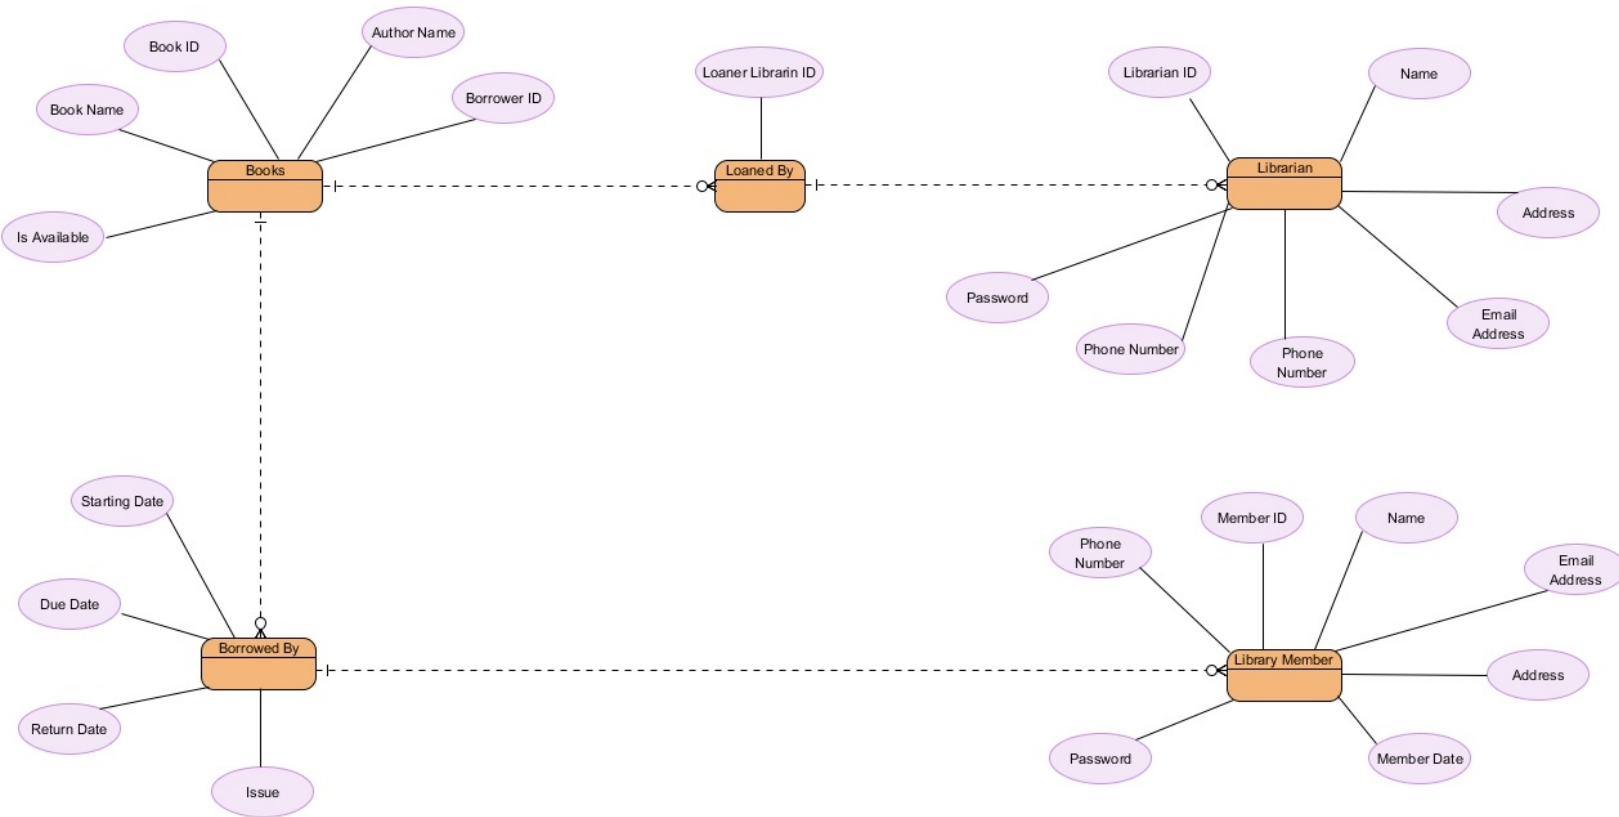 Author Name
Book ID
Loaner Librarin ID
Librarian ID
Name
Borrower ID
Book Name
Books
Loaned By
Librarian
Address
Is Available
Password
Email
Address
Phone Number
Phone
Number
Starting Date
Member ID
Name
Phone
Number
Email
Address
Due Date
Borrowed By
Library Member
Address
Return Date
Password
Member Date
Issue